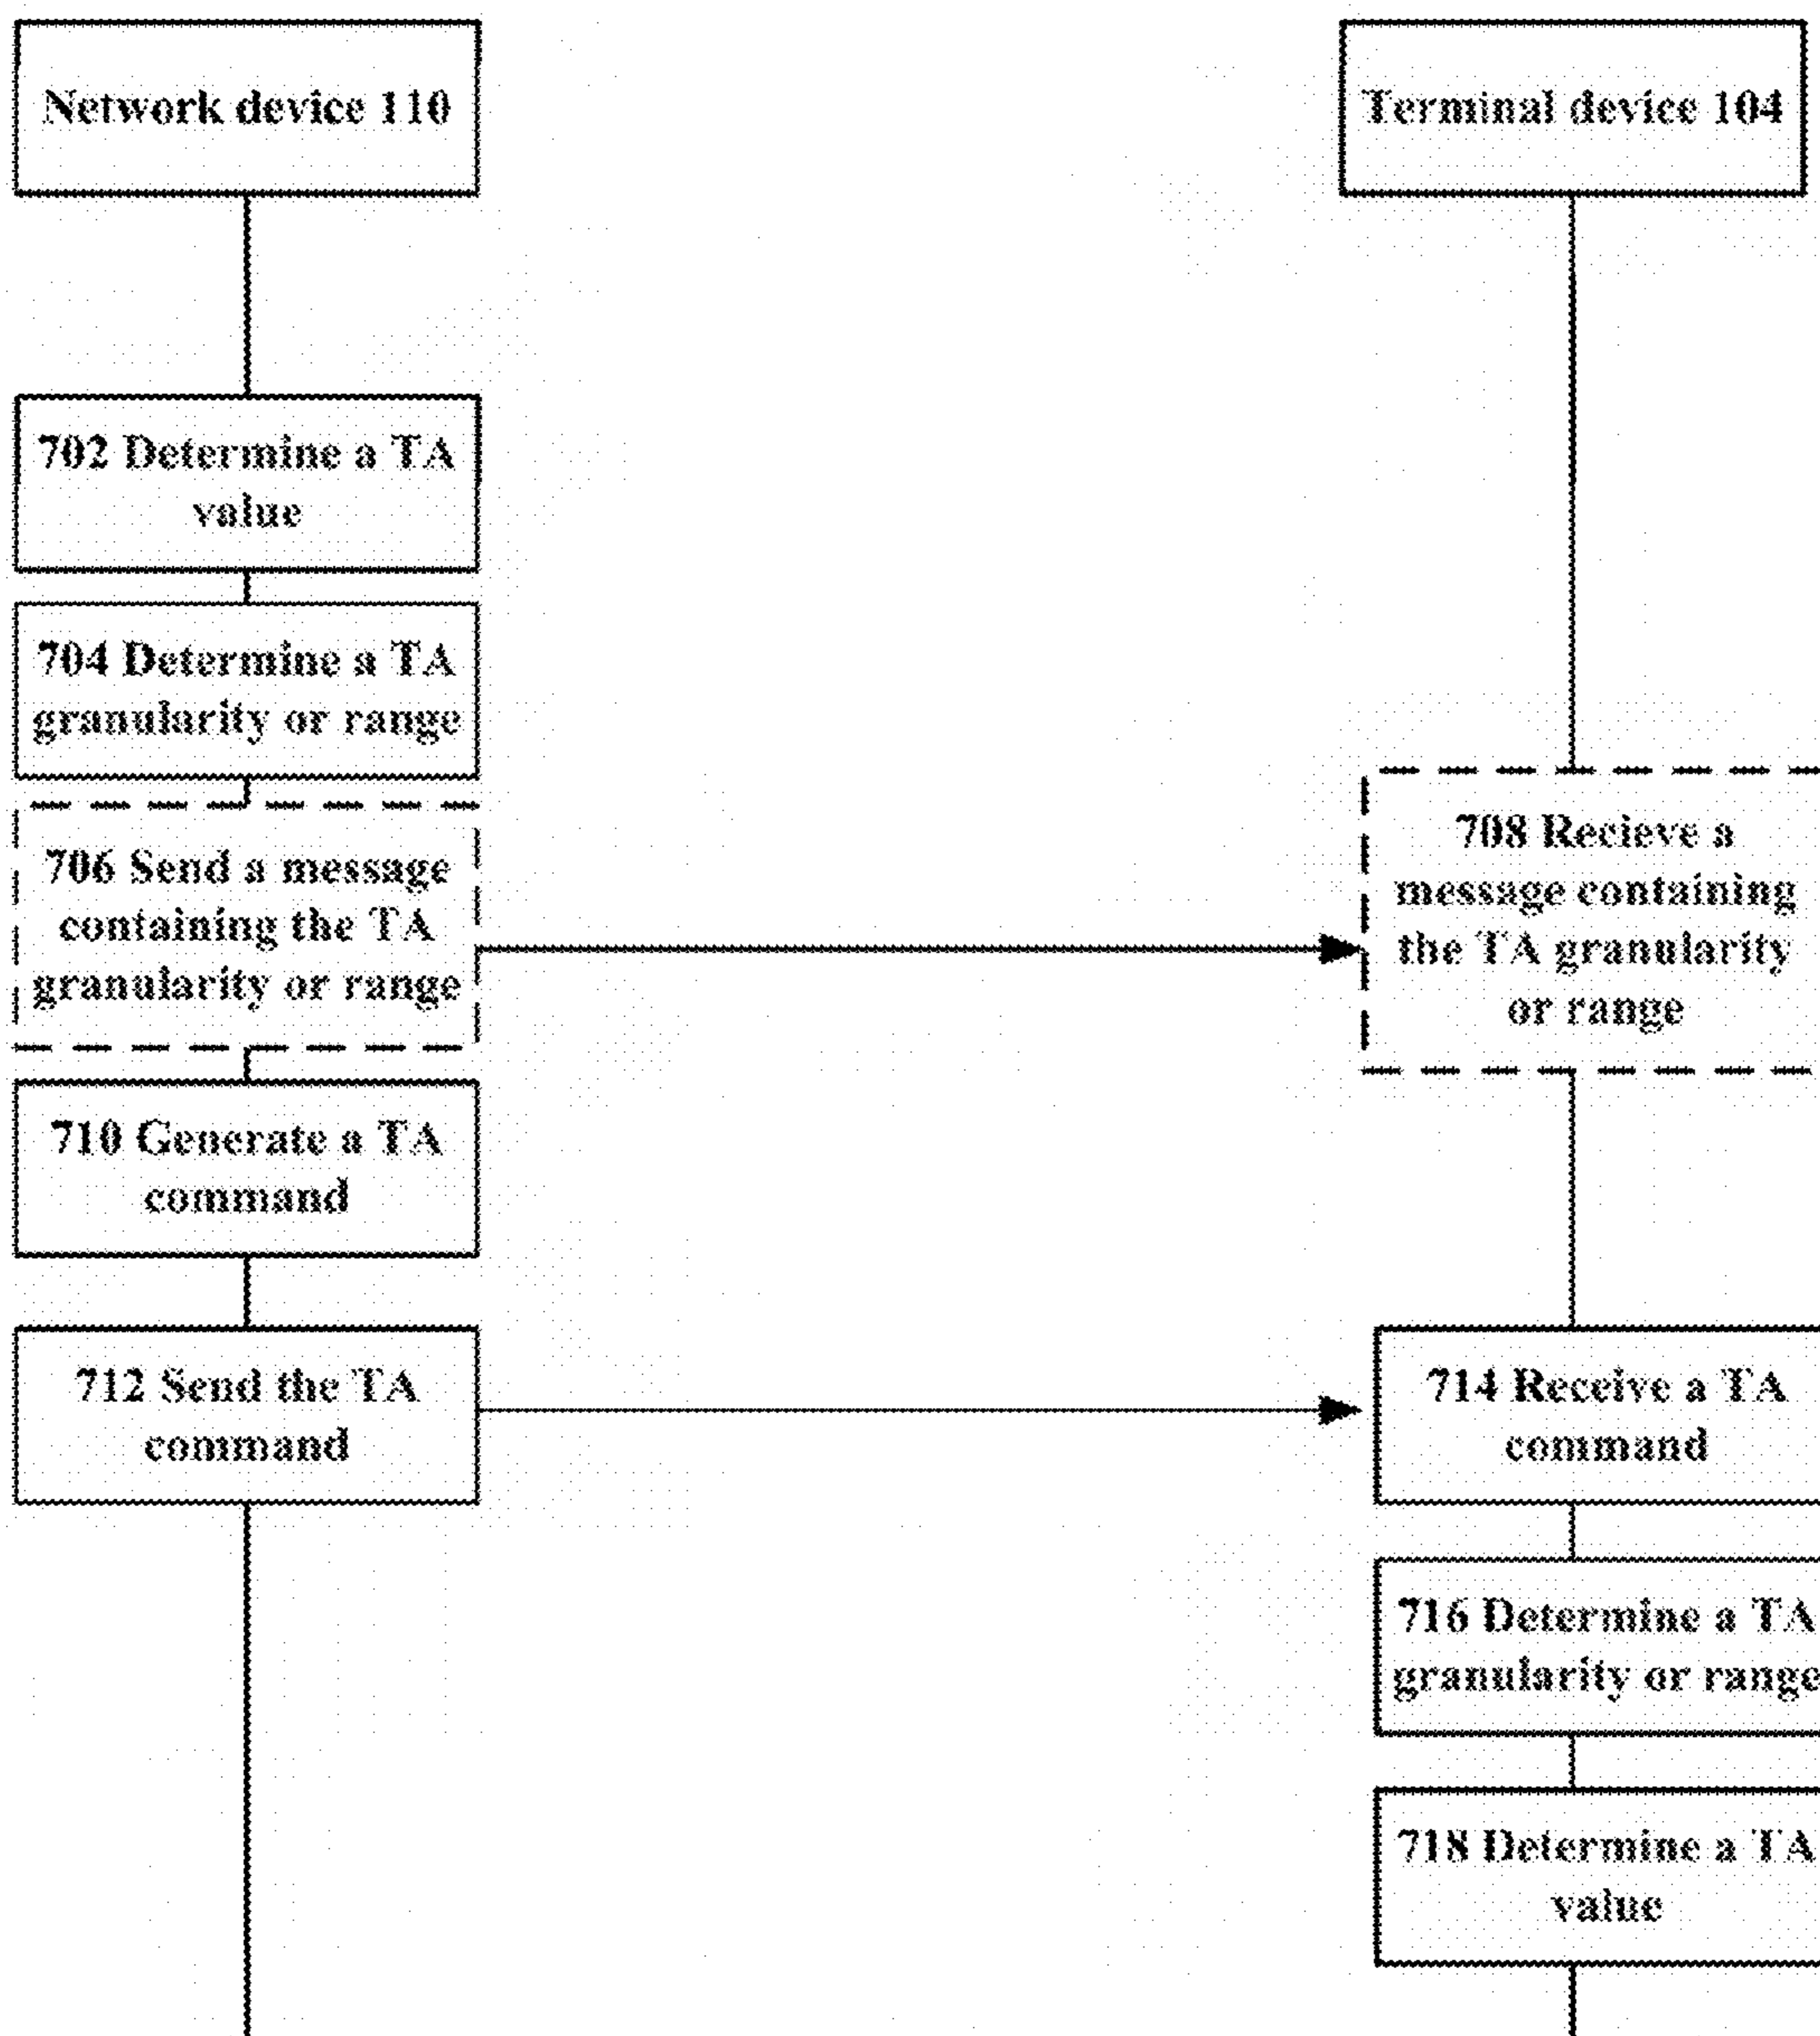 Network device 110
Terminal device 104
702 Determine a TA
value
704 Determine a TA
granularity or range
706 Send a message
containing the TA
granularity or range
708 Recieve a
message containing
the TA granularity
or range
710 Generate a TA
command
712 Send the TA
command
714 Receive a TA
command
716 Determine a TA
granularity or range
718 Determine a TA
value